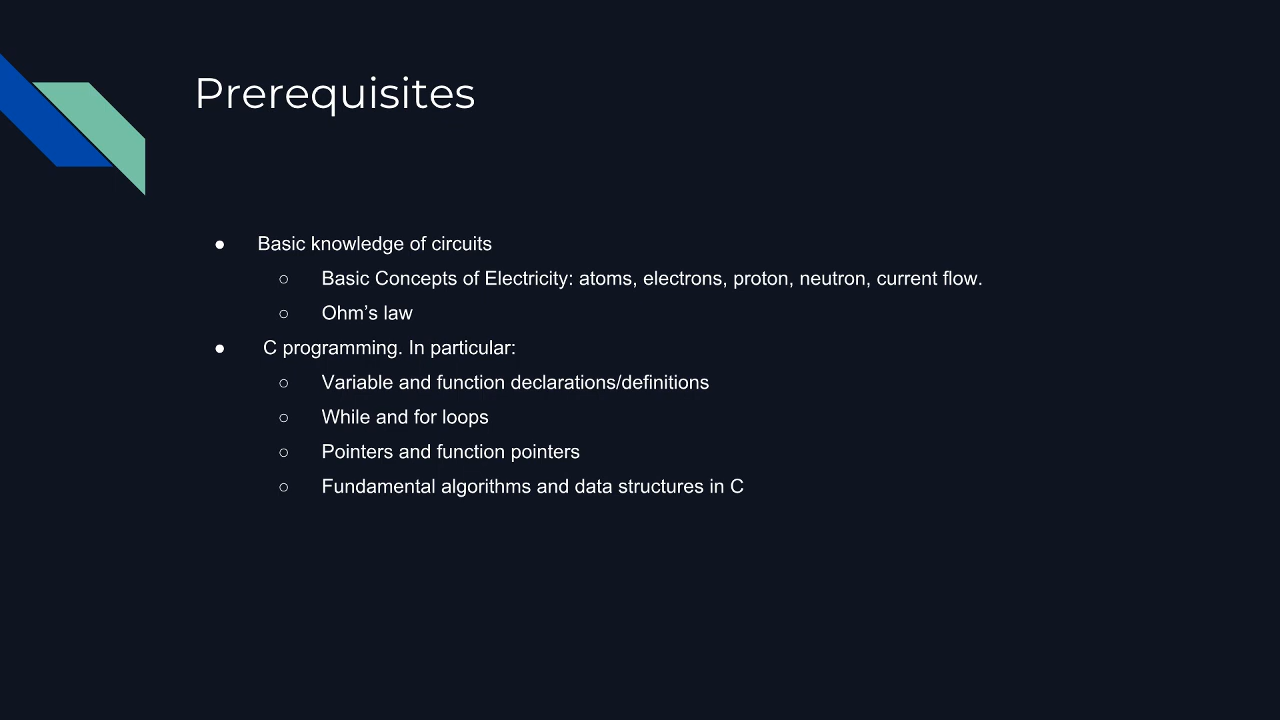 Prerequisites
● Basic knowledge of circuits
○ Basic Concepts of Electricity: atoms, electrons, proton, neutron, current flow.
○ Ohm’s law
● C programming. In particular:
○ Variable and function declarations/definitions
○ While and for loops
○ Pointers and function pointers
○ Fundamental algorithms and data structures in C